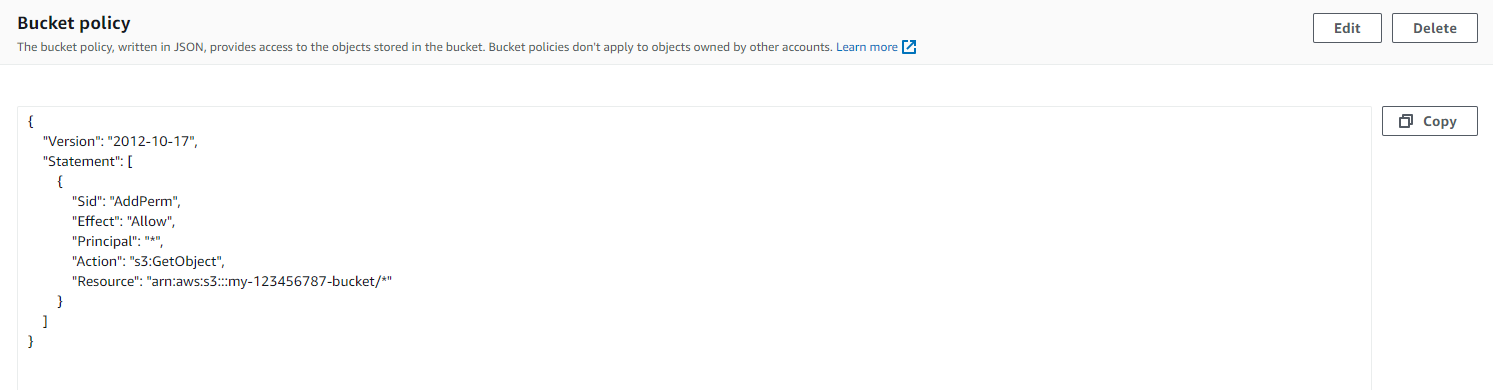 Bucket policy
Edit
Delete
The bucket policy, written in JSON, provides access to the objects stored in the bucket. Bucket policies don't apply to objects owned by other accounts. Learn more
Copy
{
"Version": "2012-10-17",
"Statement": [
{
"Sid": "AddPerm",
"Effect": "Allow",
"Principal": "*",
"Action": "s3:GetObject",
"Resource": "arn:aws:s3:::my-123456787-bucket/*"
}
]
}